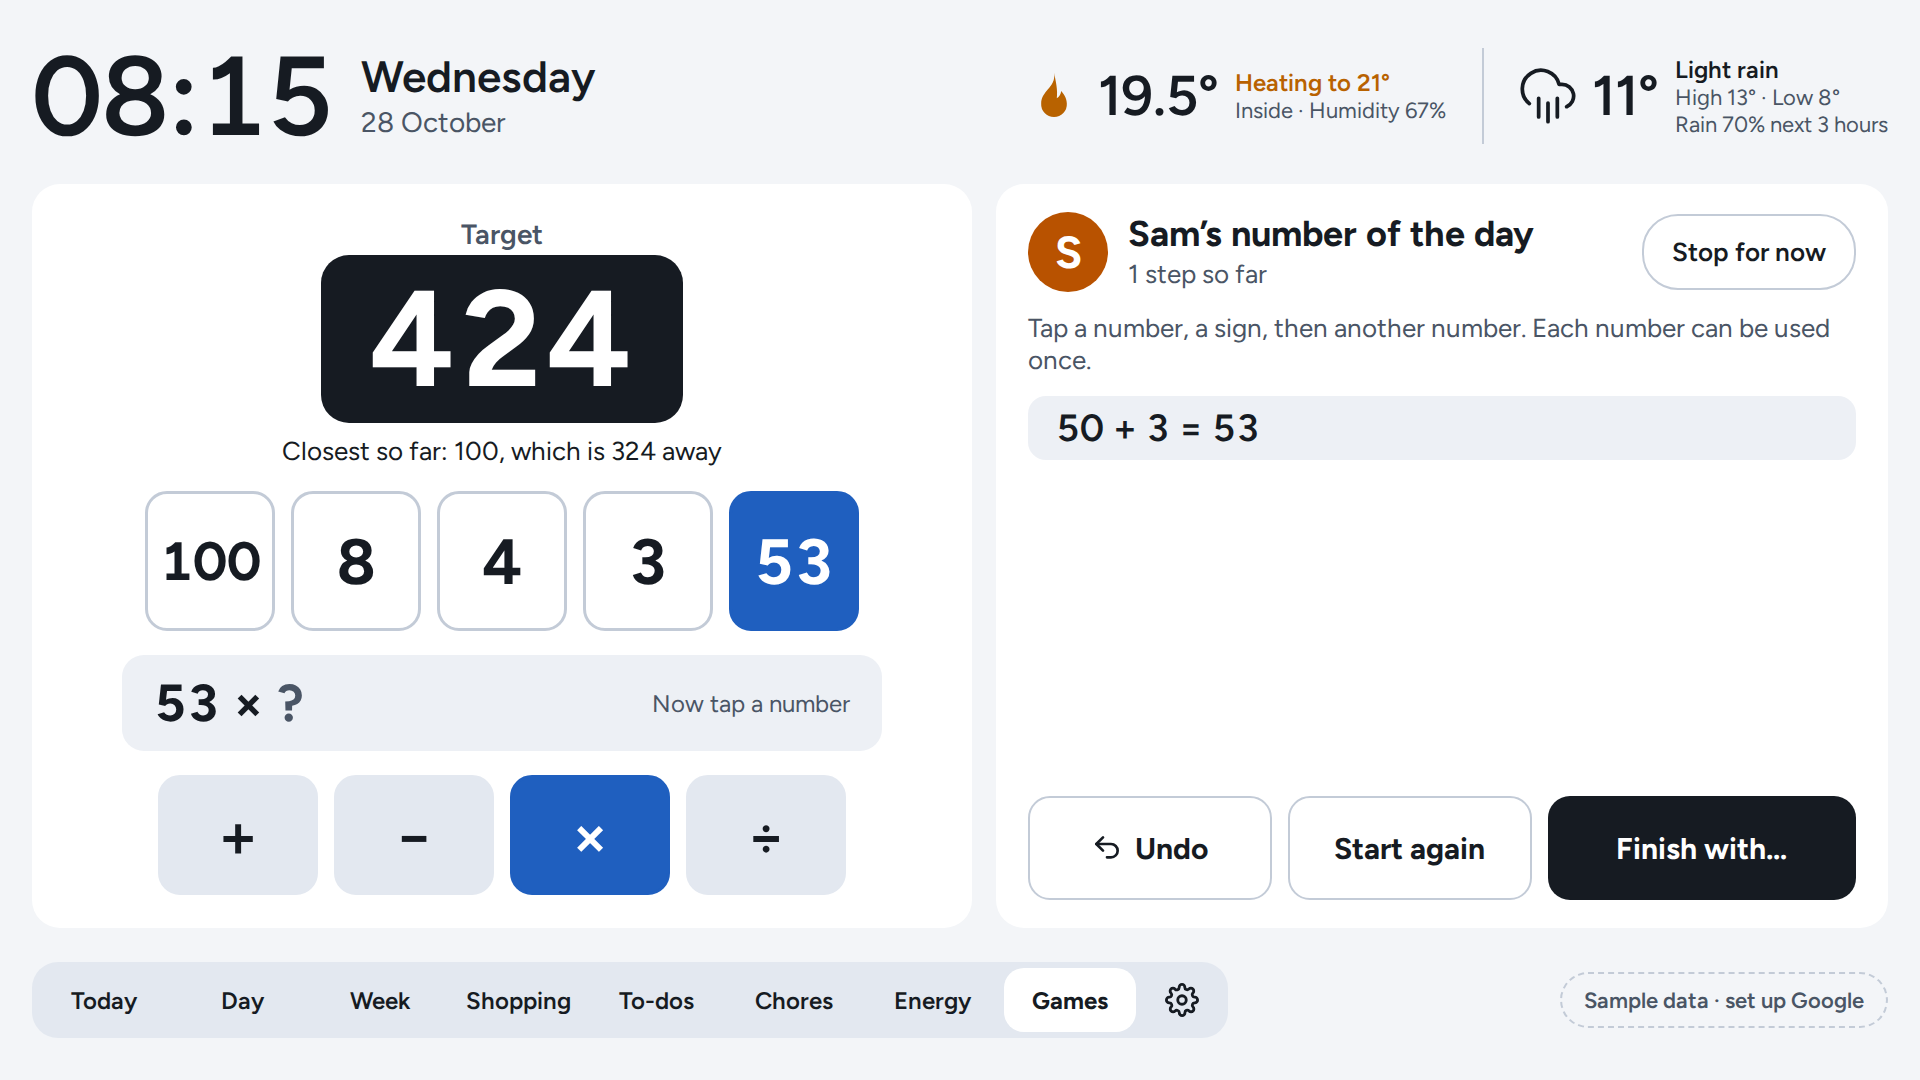 08:15
Wednesday
28 October
19.5°
Heating to 21°
Inside · Humidity 67%
11°
Light rain
High 13° · Low 8°
Rain 70% next 3 hours
Target
424
Closest so far: 100, which is 324 away
100
8
4
3
53
53 × ?
Now tap a number
+
−
×
÷
S
Sam’s number of the day
1 step so far
Stop for now
Tap a number, a sign, then another number. Each number can be used
once.
50 + 3 = 53
Undo
Start again
Finish with...
Today
Day
Week
Shopping
To-dos
Chores
Energy
Games
Sample data · set up Google